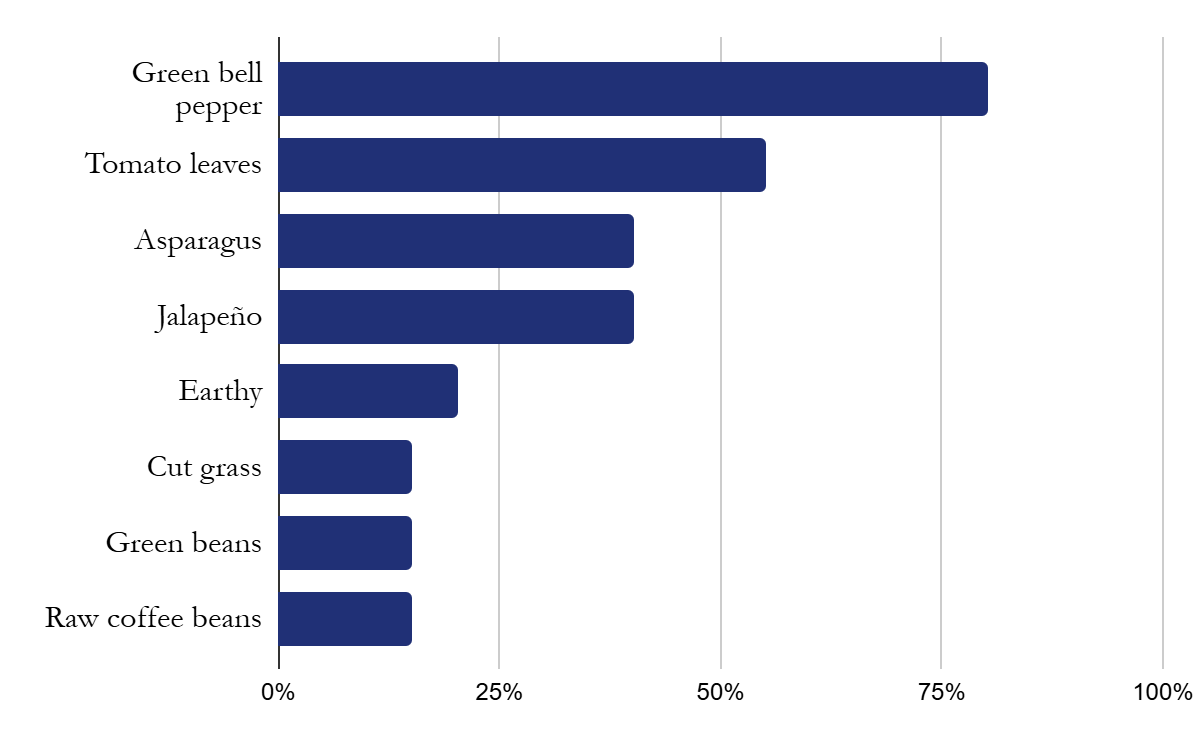 Green bell
pepper
Tomato leaves
Asparagus
Jalapeño
Earthy
Cut grass
Green beans
Raw coffee beans
0% 25% 50% 75% 100%